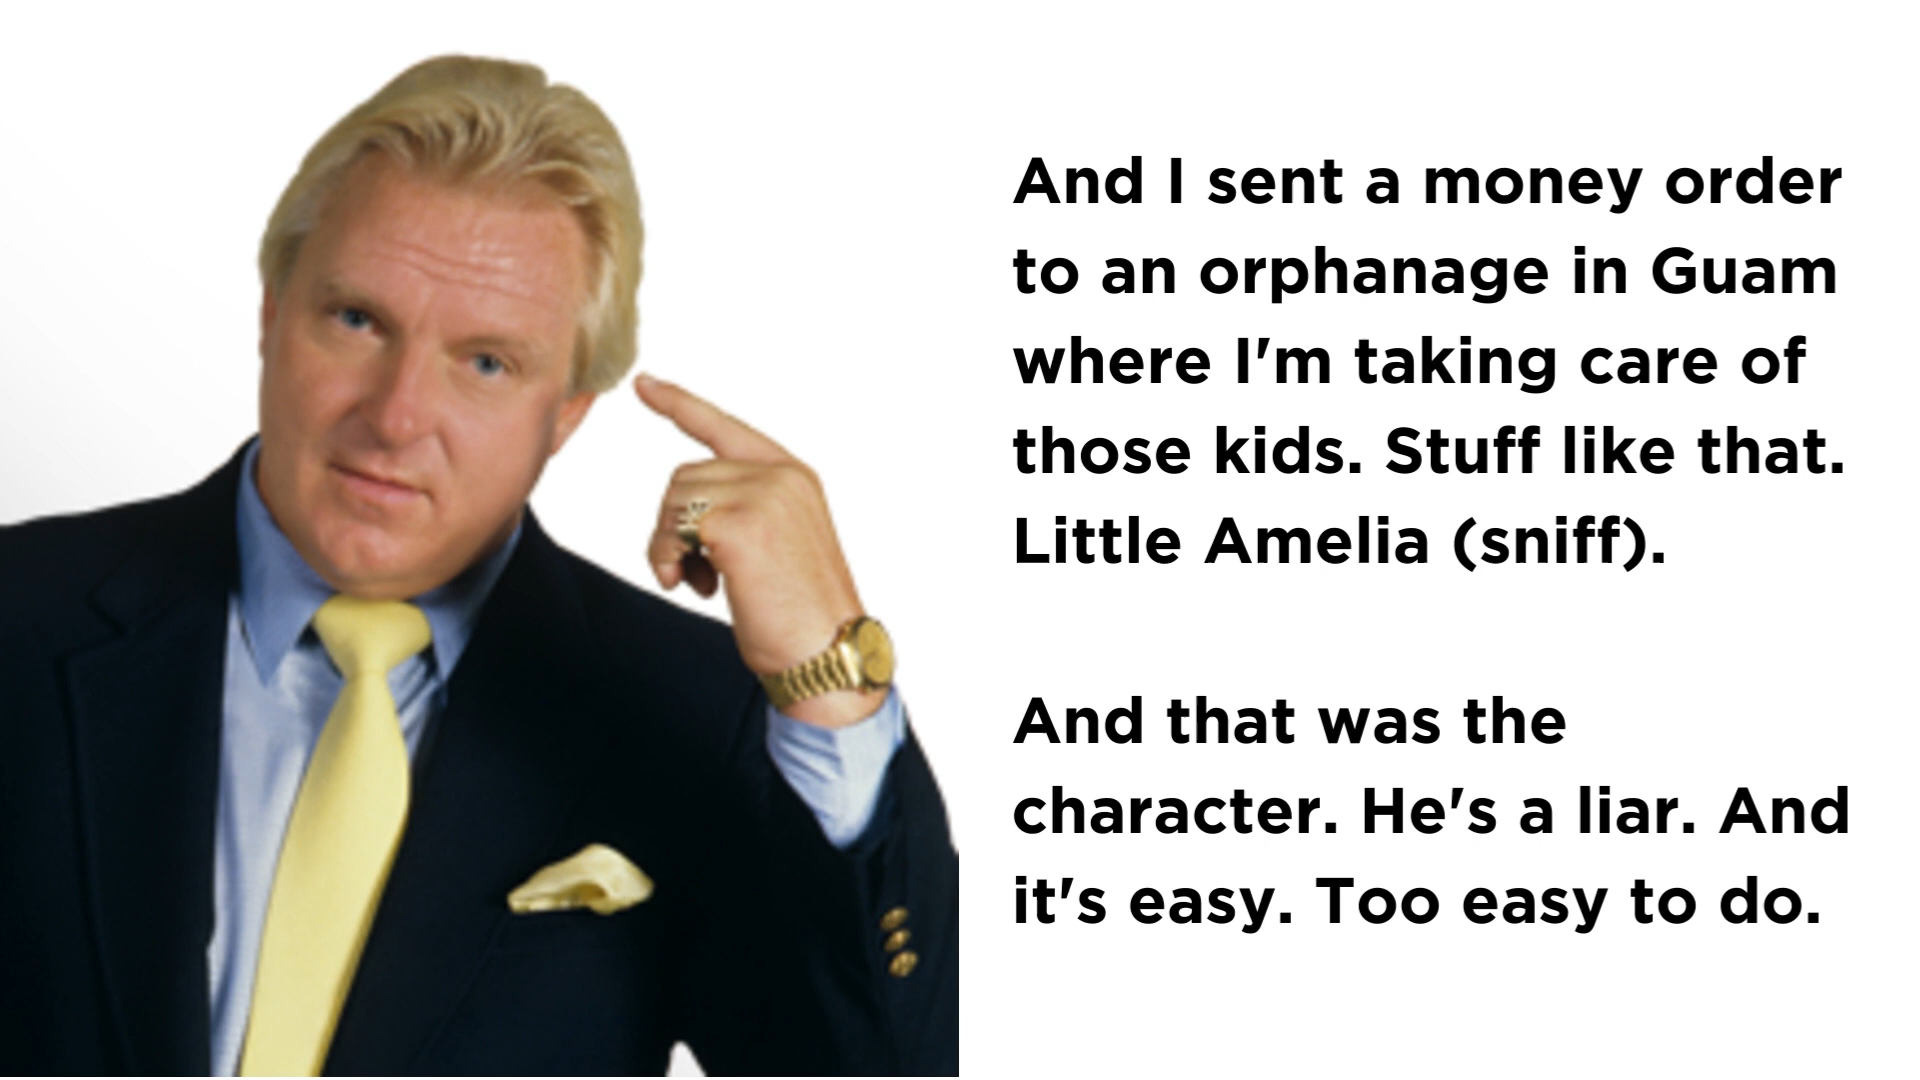 And I sent a money order
to an orphanage in Guam
where I'm taking care of
those kids. Stuff like that.
Little Amelia (sniff).
And that was the
character. He's a liar. And
it's easy. Too easy to do.